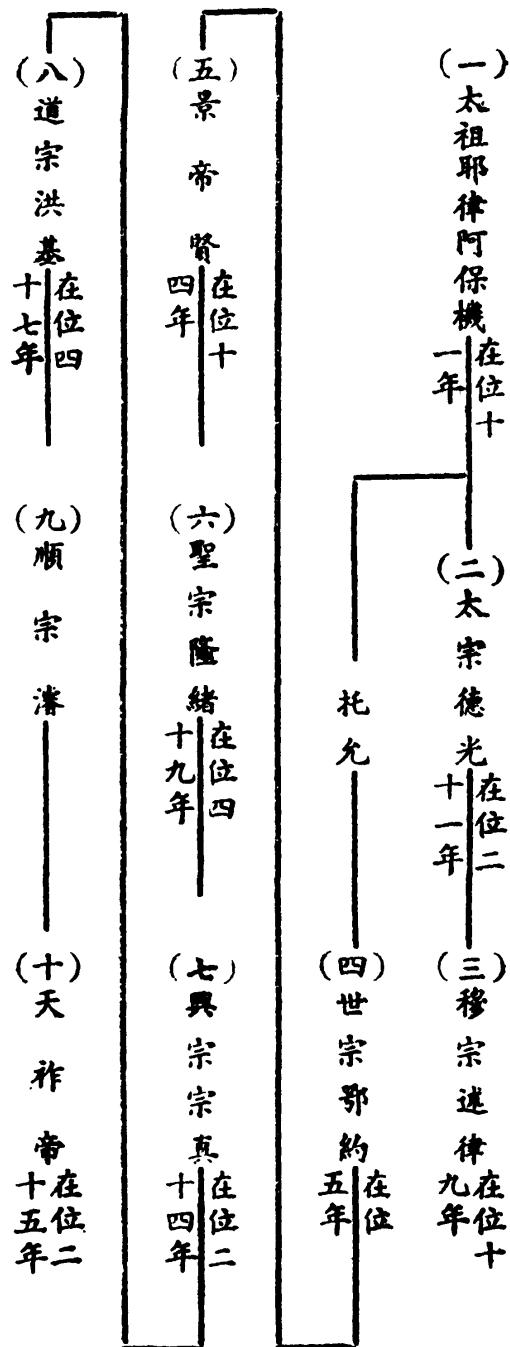 (一)太祖耶律阿保機 在位十一年
(二)太宗德光 在位二十一年
(三)穆宗述律 在位十九年
托允
(四)世宗鄂約 在位五年
(五)景帝賢 在位十四年
(六)聖宗隆緒 在位四十九年
(七)興宗宗真 在位二十四年
(八)道宗洪基 在位四十七年
(九)順宗濬
(十)天祚帝 在位二十五年